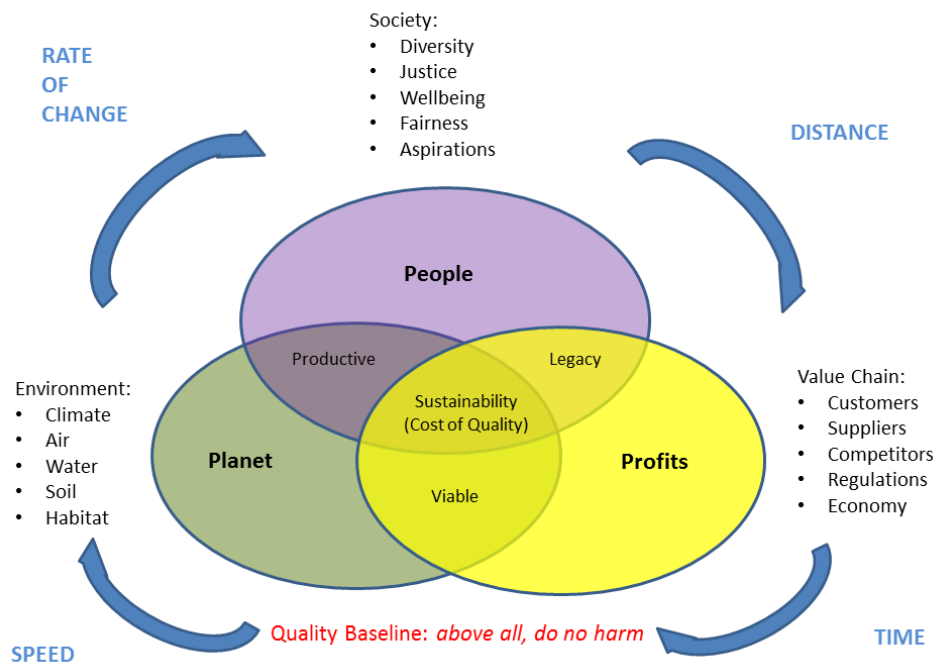 Society:
• Diversity
• Justice
• Wellbeing
• Fairness
• Aspirations
RATE
OF
CHANGE
DISTANCE
People
Productive
Legacy
Sustainability
(Cost of Quality)
Planet
Profits
Viable
Environment:
• Climate
• Air
• Water
• Soil
• Habitat
Value Chain:
• Customers
• Suppliers
• Competitors
• Regulations
• Economy
Quality Baseline: above all, do no harm
SPEED
TIME